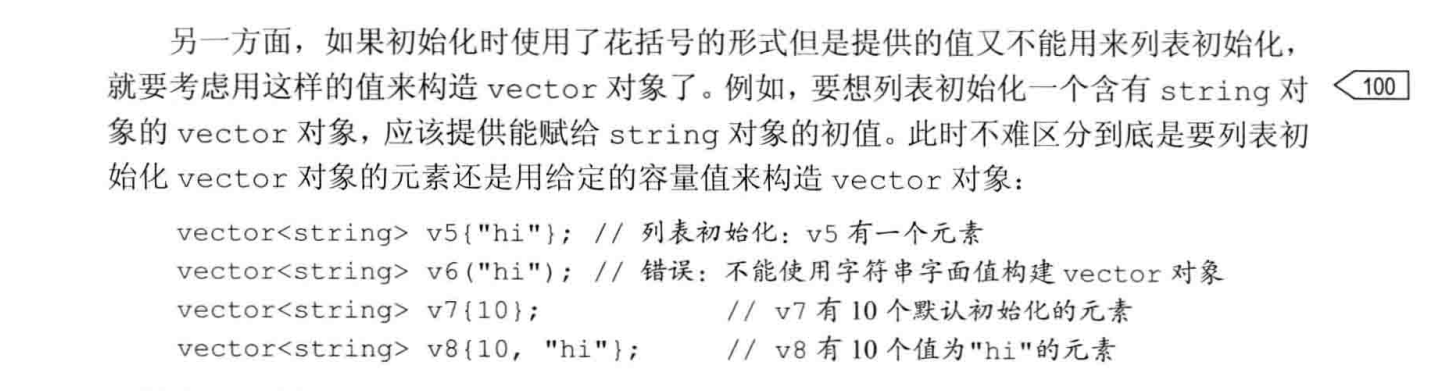 另一方面，如果初始化时使用了花括号的形式但是提供的值又不能用来列表初始化，
就要考虑用这样的值来构造 vector 对象了。例如，要想列表初始化一个含有 string 对
100
象的 vector 对象，应该提供能赋给 string 对象的初值。此时不难区分到底是要列表初
始化 vector 对象的元素还是用给定的容量值来构造 vector 对象：
vector<string> v5{"hi"}; // 列表初始化：v5 有一个元素
vector<string> v6("hi"); // 错误：不能使用字符串字面值构建 vector 对象
vector<string> v7{10}; // v7 有 10 个默认初始化的元素
vector<string> v8{10, "hi"}; // v8 有 10 个值为"hi"的元素